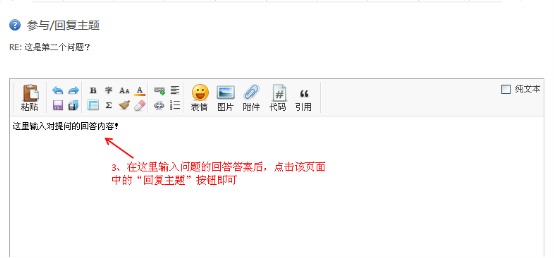 参与/回复主题
RE: 这是第二个问题?
粘贴 B 字 AA A Σ 表情 图片 附件 代码 引用 纯文本
这里输入对提问的回答内容!
3、在这里输入问题的回答答案后，点击该页面
中的“回复主题”按钮即可